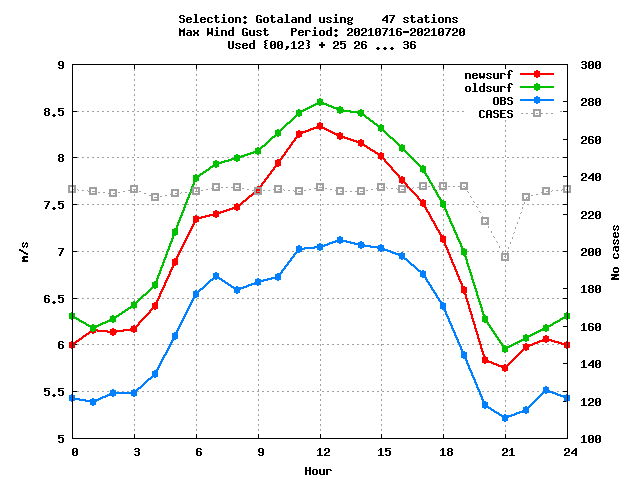 Selection: Gotaland using    47 stations
Max Wind Gust   Period: 20210716-20210720
Used {00,12} + 25 26 ... 36
newsurf
oldsurf
OBS
CASES
9
8.5
8
7.5
7
6.5
6
5.5
5
m/s
300
280
260
240
220
200
180
160
140
120
100
No cases
0 3 6 9 12 15 18 21 24
Hour